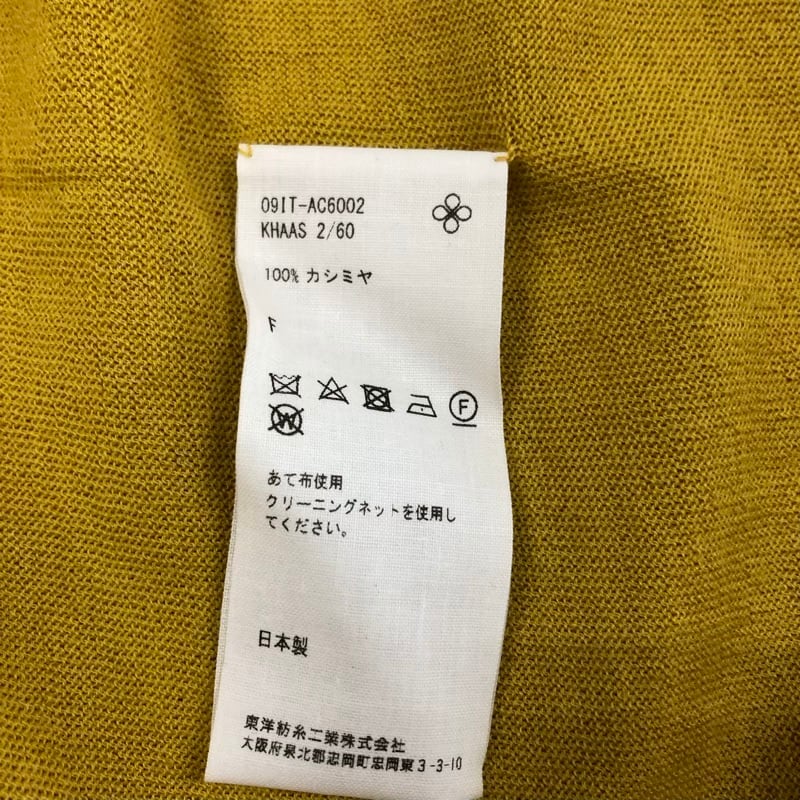 09IT-AC6002
KHAAS 2/60
100% カシミヤ
F
F
W
あて布使用
クリーニングネットを使用し
てください。
日本製
東洋紡糸工業株式会社
大阪府泉北郡忠岡町忠岡東3-3-10